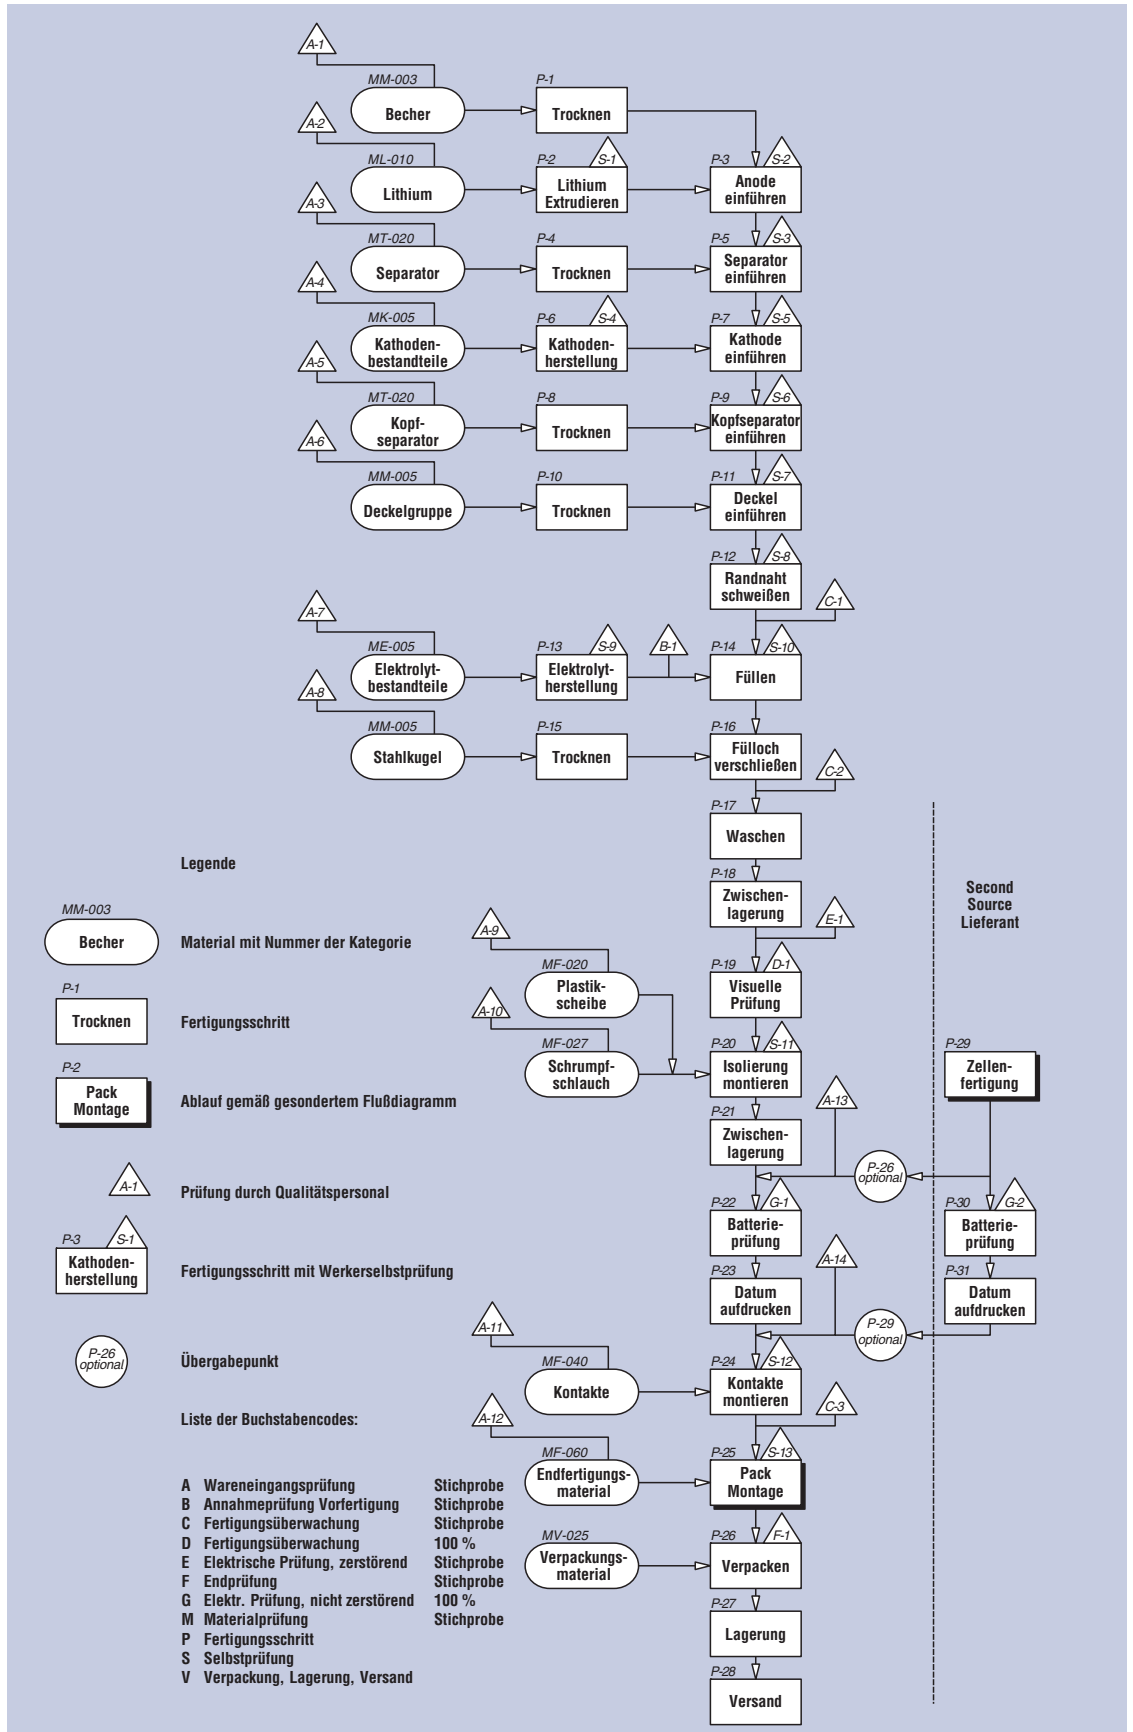 A-1
MM-003
P-1
Becher
Trocknen
A-2
ML-010
P-2
S-1
P-3
S-2
Lithium
Lithium
Extrudieren
Anode
einführen
A-3
MT-020
P-4
P-5
S-3
Separator
Trocknen
Separator
einführen
A-4
MK-005
P-6
S-4
P-7
S-5
Kathoden-
bestandteile
Kathoden-
herstellung
Kathode
einführen
A-5
MT-020
P-8
P-9
S-6
Kopf-
separator
Trocknen
Kopfseparator
einführen
A-6
MM-005
P-10
P-11
S-7
Deckelgruppe
Trocknen
Deckel
einführen
P-12
S-8
Randnaht
schweißen
C-1
A-7
ME-005
P-13
S-9
B-1
P-14
S-10
Elektrolyt-
bestandteile
Elektrolyt-
herstellung
Füllen
A-8
MM-005
P-15
P-16
Stahlkugel
Trocknen
Fülloch
verschließen
C-2
P-17
Waschen
P-18
Zwischen-
lagerung
E-1
Second
Source
Lieferant
A-9
MF-020
P-19
D-1
Plastik-
scheibe
Visuelle
Prüfung
A-10
MF-027
P-20
S-11
Schrumpf-
schlauch
Isolierung
montieren
P-29
Zellen-
fertigung
P-21
Zwischen-
lagerung
A-13
P-26
optional
P-22
G-1
Batterie-
prüfung
P-30
G-2
Batterie-
prüfung
P-23
Datum
aufdrucken
A-14
P-31
Datum
aufdrucken
P-29
optional
A-11
MF-040
P-24
S-12
Kontakte
Kontakte
montieren
C-3
A-12
MF-060
P-25
S-13
Endfertigungs-
material
Pack
Montage
MV-025
P-26
F-1
Verpackungs-
material
Verpacken
P-27
Lagerung
P-28
Versand
Legende
MM-003
Becher
Material mit Nummer der Kategorie
P-1
Trocknen
Fertigungsschritt
P-2
Pack
Montage
Ablauf gemäß gesondertem Flußdiagramm
A-1
Prüfung durch Qualitätspersonal
P-3
S-1
Kathoden-
herstellung
Fertigungsschritt mit Werkerselbstprüfung
P-26
optional
Übergabepunkt
Liste der Buchstabencodes:
A Wareneingangsprüfung Stichprobe
B Annahmeprüfung Vorfertigung Stichprobe
C Fertigungsüberwachung Stichprobe
D Fertigungsüberwachung 100 %
E Elektrische Prüfung, zerstörend Stichprobe
F Endprüfung Stichprobe
G Elektr. Prüfung, nicht zerstörend 100 %
M Materialprüfung Stichprobe
P Fertigungsschritt
S Selbstprüfung
V Verpackung, Lagerung, Versand